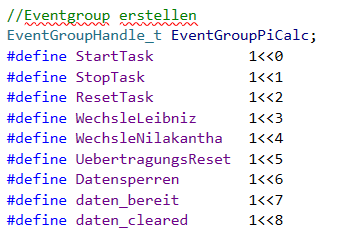 //Eventgroup erstellen
EventGroupHandle_t EventGroupPiCalc;
#define StartTask 1<<0
#define StopTask 1<<1
#define ResetTask 1<<2
#define WechsleLeibniz 1<<3
#define WechsleNilakantha 1<<4
#define UebertragungsReset 1<<5
#define Datensperren 1<<6
#define daten_bereit 1<<7
#define daten_cleared 1<<8